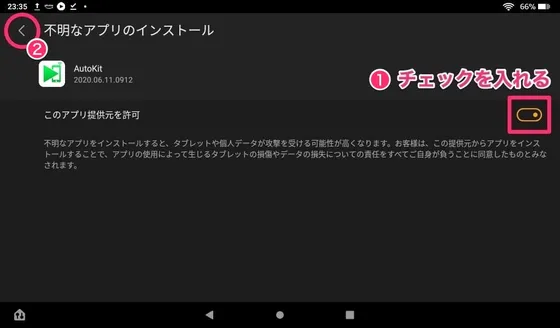 23:35
66%
不明なアプリのインストール
②
AutoKit
2020.06.11.0912
① チェックを入れる
このアプリ提供元を許可
不明なアプリをインストールすると、タブレットや個人データが攻撃を受ける可能性が高くなります。お客様は、この提供元からアプリをインス
トールすることで、アプリの使用によって生じるタブレットの損傷やデータの損失についての責任をすべてご自身が負うことに同意したものとみな
されます。